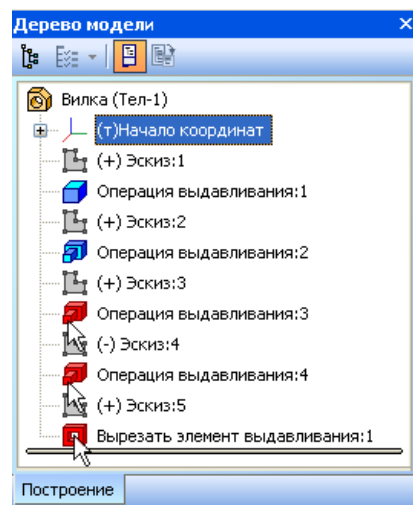 Дерево модели
Вилка (Тел-1)
(т)Начало координат
(+) Эскиз:1
Операция выдавливания:1
(+) Эскиз:2
Операция выдавливания:2
(+) Эскиз:3
Операция выдавливания:3
(-) Эскиз:4
Операция выдавливания:4
(+) Эскиз:5
Вырезать элемент выдавливания:1
Построение